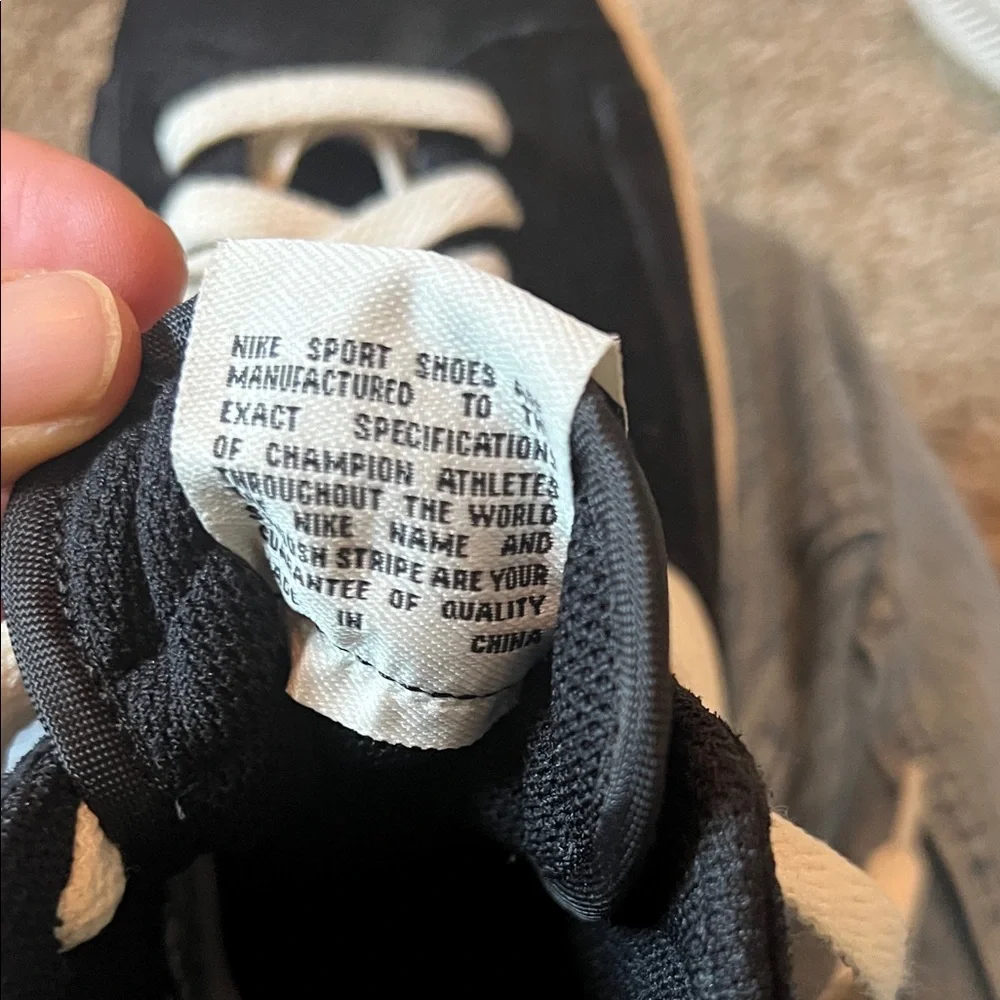 NIKE SPORT SHOES
MANUFACTURED TO
EXACT SPECIFICATIONS
OF CHAMPION ATHLETES
THROUGHOUT THE WORLD
NIKE NAME AND
STRIPE ARE YOUR
OF QUALITY
IN CHINA